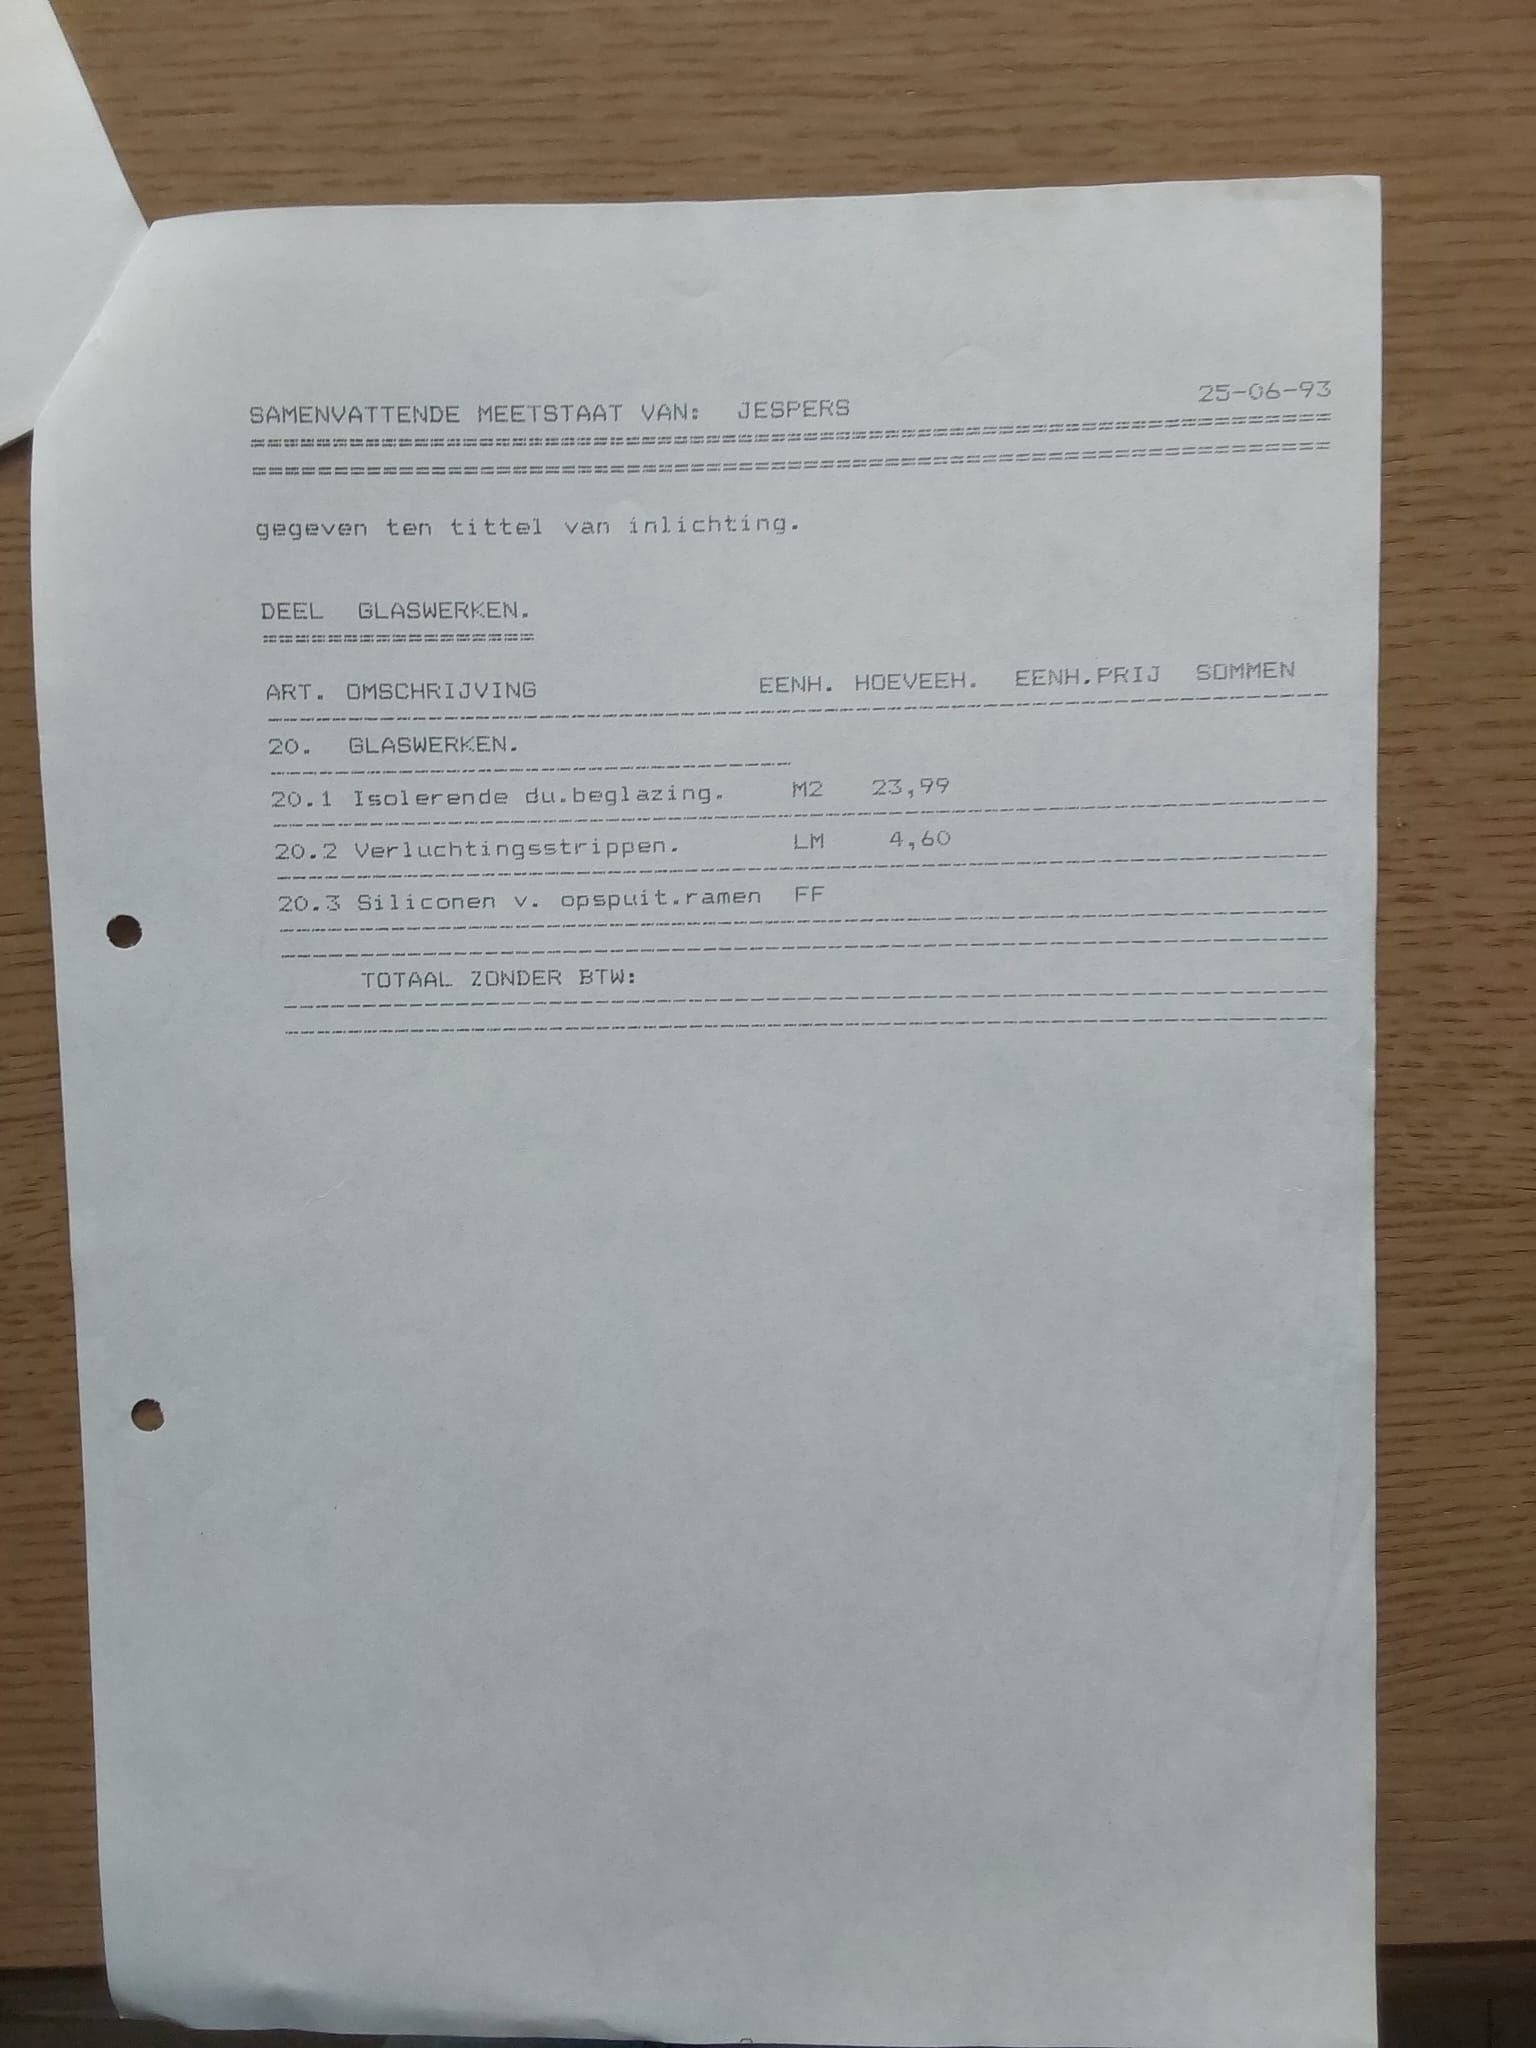 25-06-93
SAMENVATTENDE MEETSTAAT VAN: JESPERS
gegeven ten tittel van inlichting.
DEEL GLASWERKEN.
ART. OMSCHRIJVING EENH. HOEVEEH. EENH.PRIJ SOMMEN
20. GLASWERKEN.
20.1 Isolerende du.beglazing. M2 23,99
20.2 Verluchtingsstrippen. LM 4,60
20.3 Siliconen v. opspuit.ramen FF
TOTAAL ZONDER BTW: